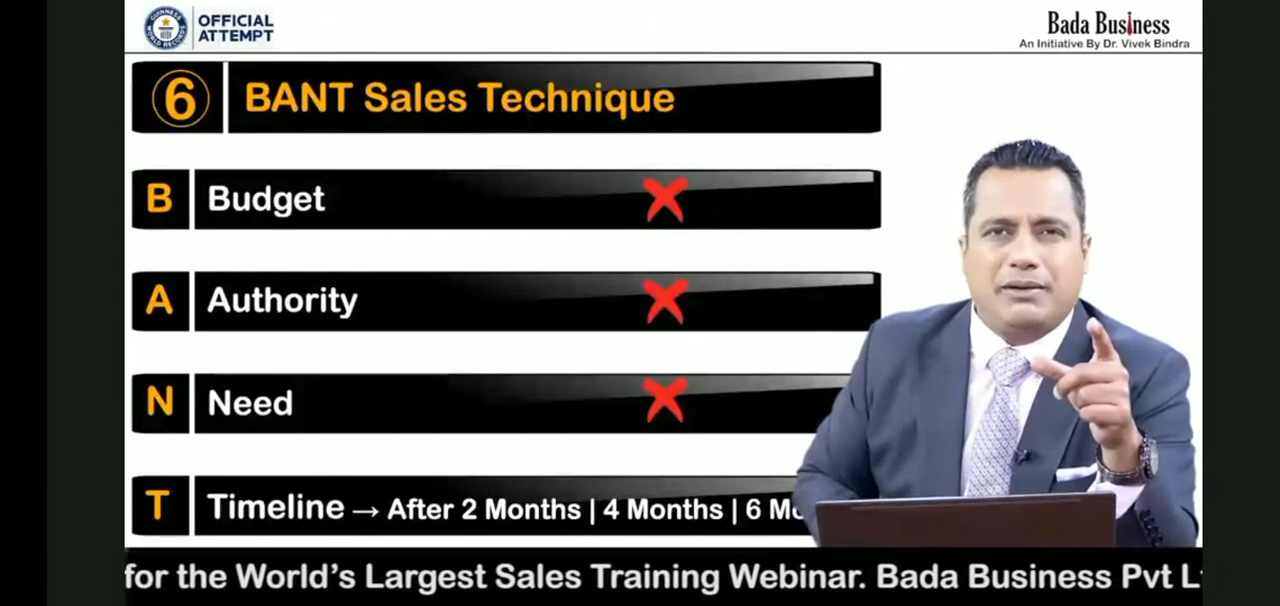 OFFICIAL
ATTEMPT
Bada Business
An Initiative By Dr. Vivek Bindra
6 BANT Sales Technique
B Budget
A Authority
N Need
T Timeline → After 2 Months | 4 Months | 6
for the World's Largest Sales Training Webinar. Bada Business Pvt